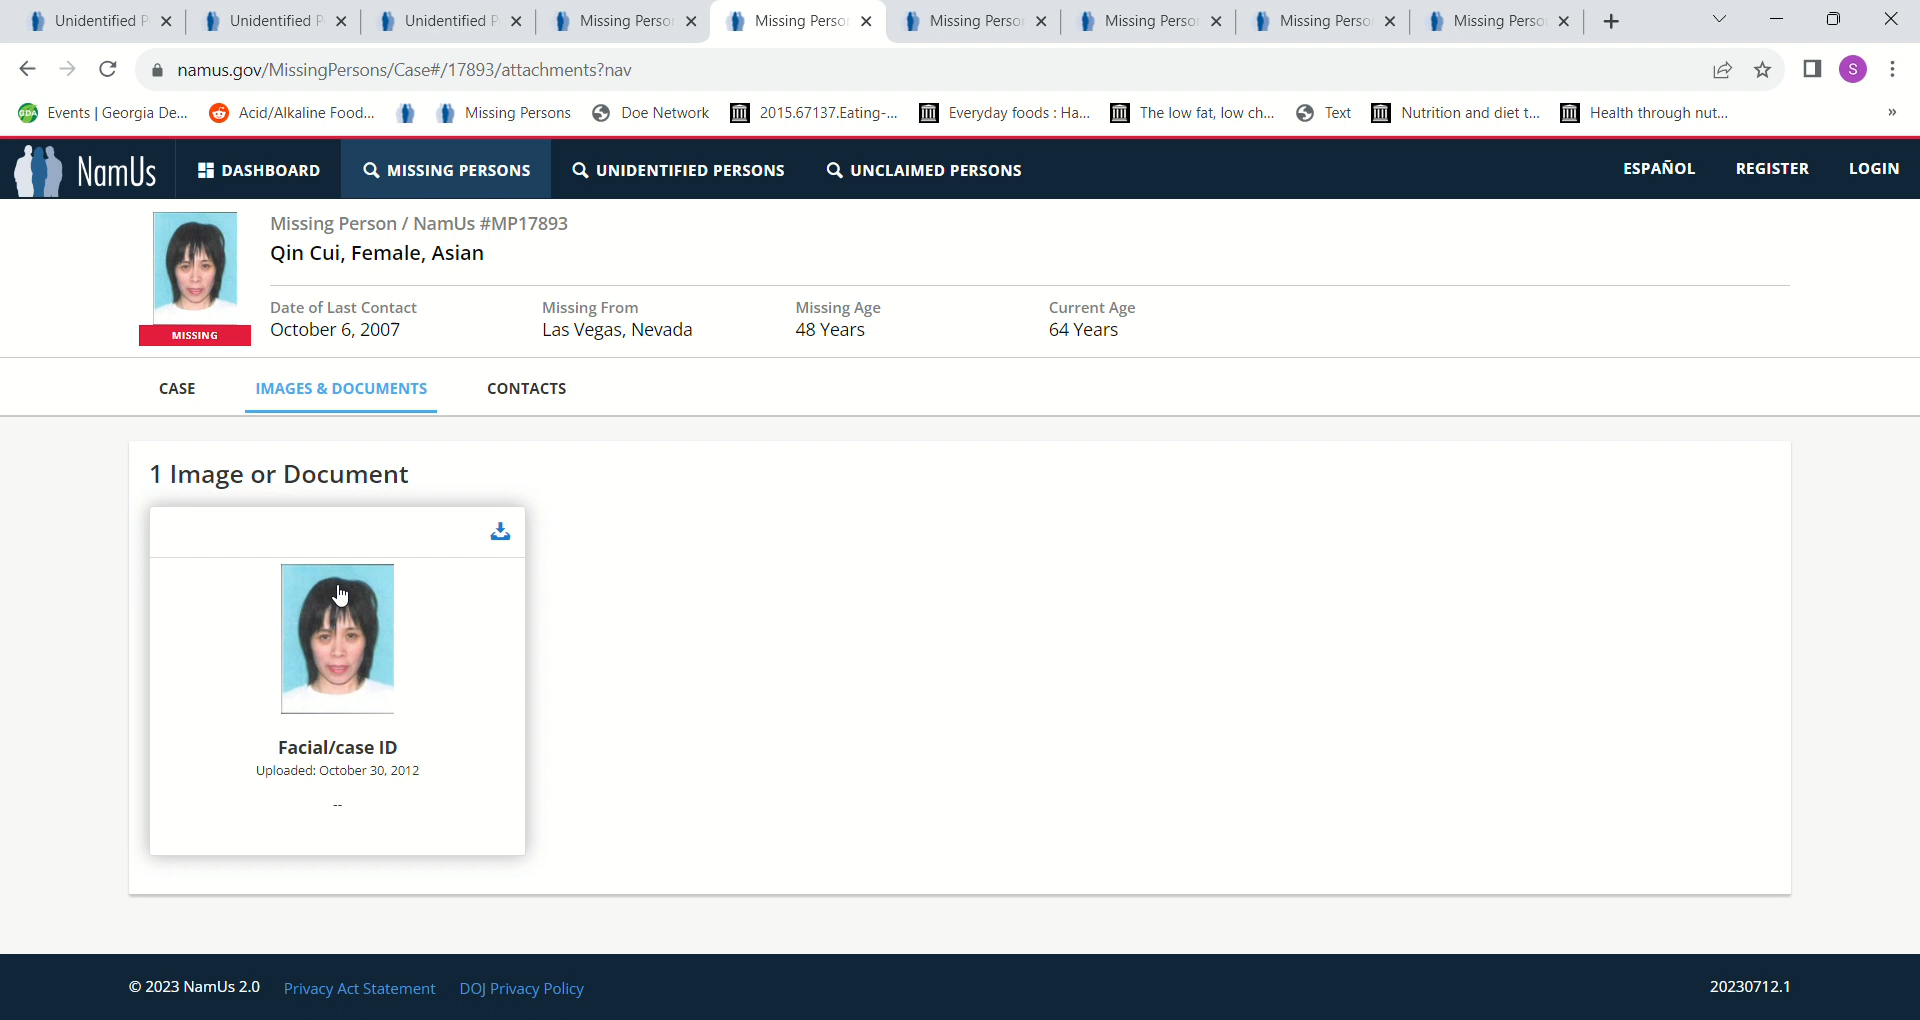 Unidentified P Unidentified P Unidentified P Missing Perso Missing Perso Missing Perso Missing Perso Missing Perso Missing Perso
namus.gov/MissingPersons/Case#/17893/attachments?nav S
GDA Events | Georgia De... Acid/Alkaline Food... Missing Persons Doe Network 2015.67137.Eating-... Everyday foods : Ha... The low fat, low ch... Text Nutrition and diet t... Health through nut... »
NamUs DASHBOARD MISSING PERSONS UNIDENTIFIED PERSONS UNCLAIMED PERSONS ESPAÑOL REGISTER LOGIN
Missing Person / NamUs #MP17893
Qin Cui, Female, Asian
Date of Last Contact Missing From Missing Age Current Age
October 6, 2007 Las Vegas, Nevada 48 Years 64 Years
MISSING
CASE IMAGES & DOCUMENTS CONTACTS
1 Image or Document
Facial/case ID
Uploaded: October 30, 2012
--
© 2023 NamUs 2.0 Privacy Act Statement DOJ Privacy Policy 20230712.1